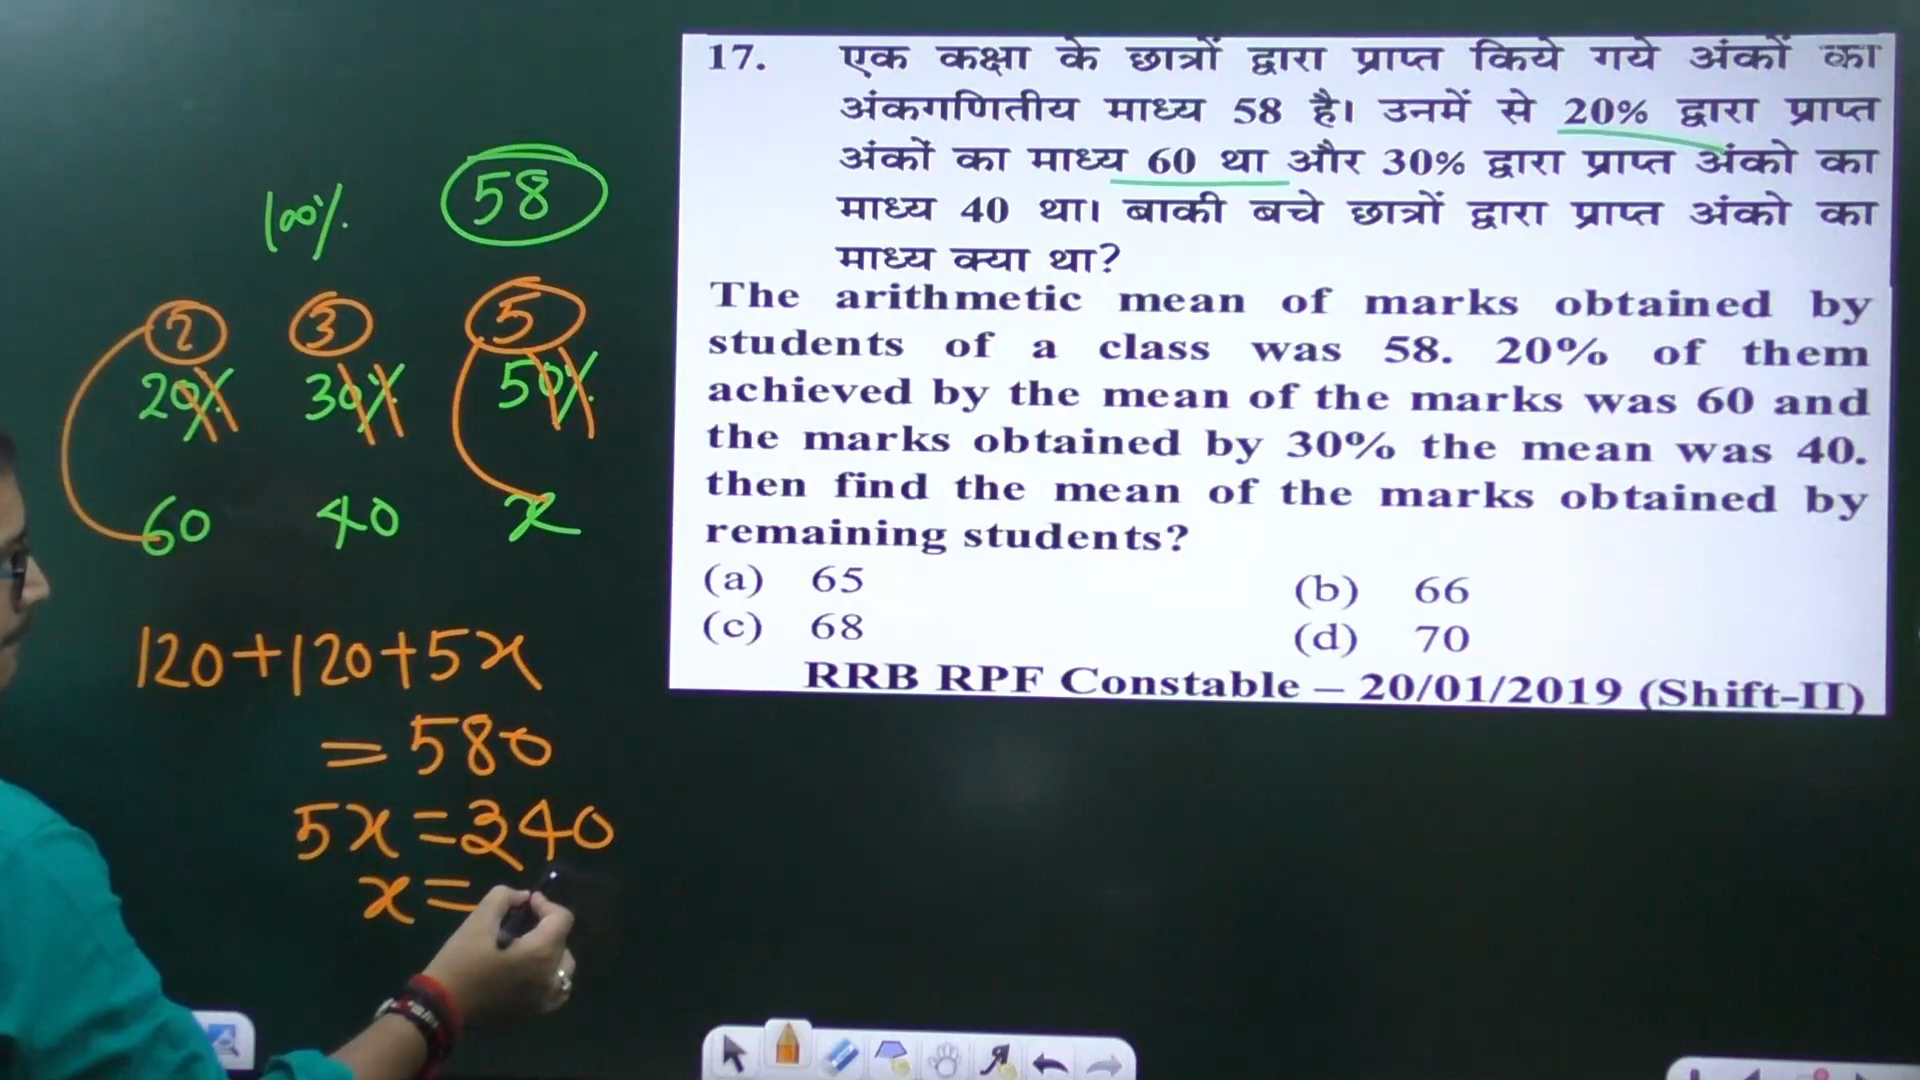 17. एक कक्षा के छात्रों द्वारा प्राप्त किये गये अंकों का
अंकगणितीय माध्य 58 है। उनमें से 20% द्वारा प्राप्त
अंकों का माध्य 60 था और 30% द्वारा प्राप्त अंको का
माध्य 40 था। बाकी बचे छात्रों द्वारा प्राप्त अंको का
माध्य क्या था?
The arithmetic mean of marks obtained by
students of a class was 58. 20% of them
achieved by the mean of the marks was 60 and
the marks obtained by 30% the mean was 40.
then find the mean of the marks obtained by
remaining students?
(a) 65 (b) 66
(c) 68 (d) 70
RRB RPF Constable – 20/01/2019 (Shift-II)
100% 58
2 3 5
20% 30% 50%
60 40 x
120+120+5x
=580
5x=340
x=